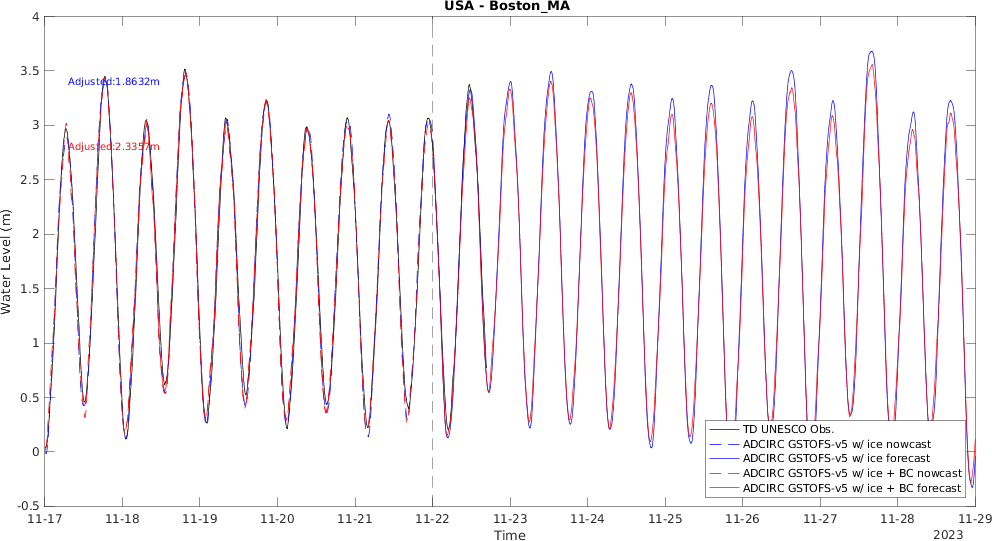 USA - Boston_MA
4
3.5
3
2.5
2
1.5
1
0.5
0
-0.5
Water Level (m)
Adjusted:1.8632m
Adjusted:2.3357m
TD UNESCO Obs.
ADCIRC GSTOFS-v5 w/ ice nowcast
ADCIRC GSTOFS-v5 w/ ice forecast
ADCIRC GSTOFS-v5 w/ ice + BC nowcast
ADCIRC GSTOFS-v5 w/ ice + BC forecast
11-17 11-18 11-19 11-20 11-21 11-22 11-23 11-24 11-25 11-26 11-27 11-28 11-29
Time
2023